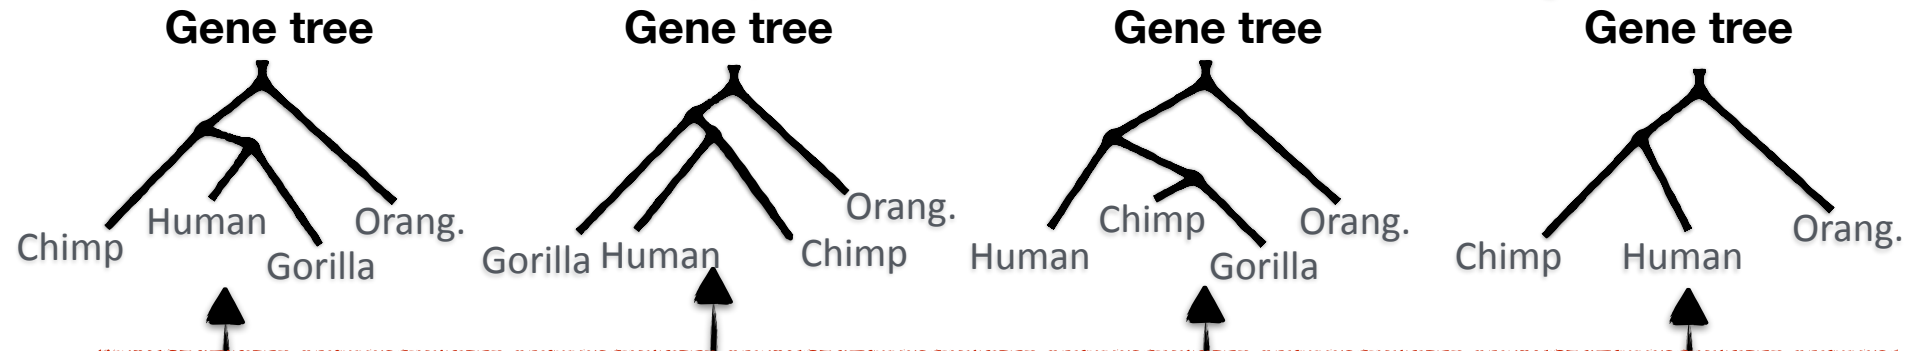 Gene tree Gene tree Gene tree Gene tree
Chimp Human Gorilla Orang.
Gorilla Human Chimp Orang.
Human Chimp Gorilla Orang.
Chimp Human Orang.